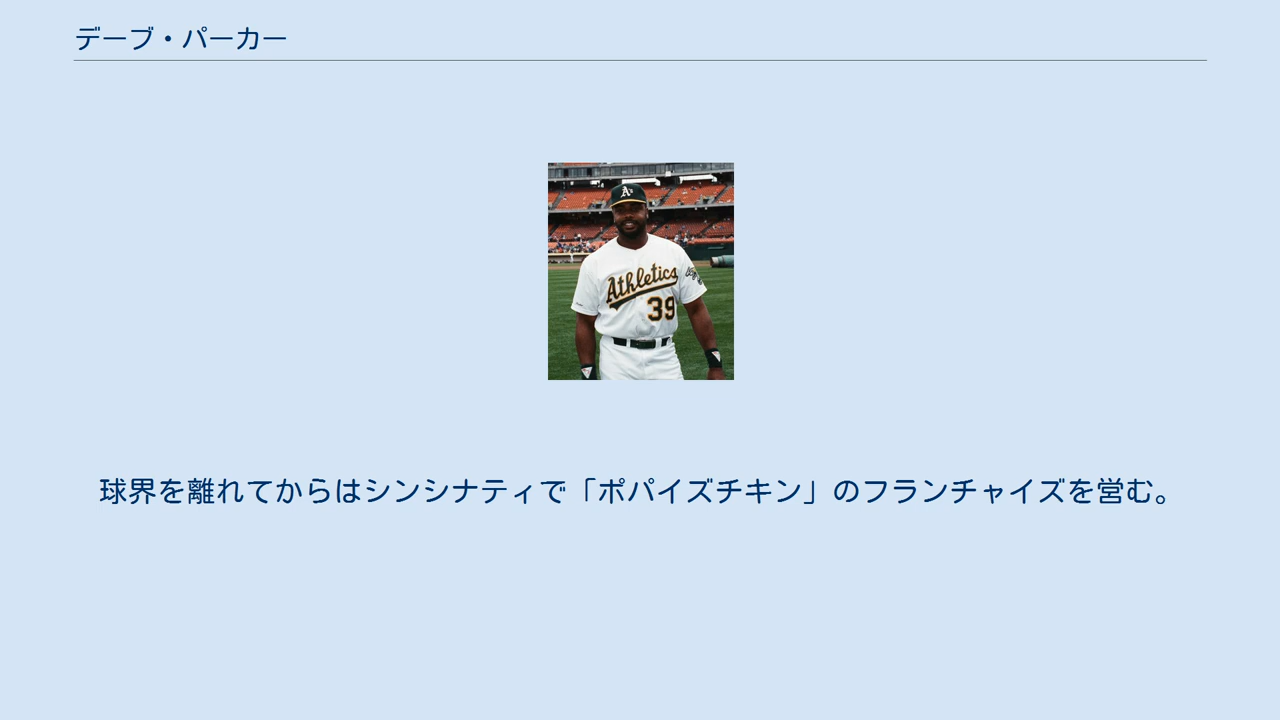 デーブ・パーカー
A's
Athletics
39
球界を離れてからはシンシナティで「ポパイズチキン」のフランチャイズを営む。